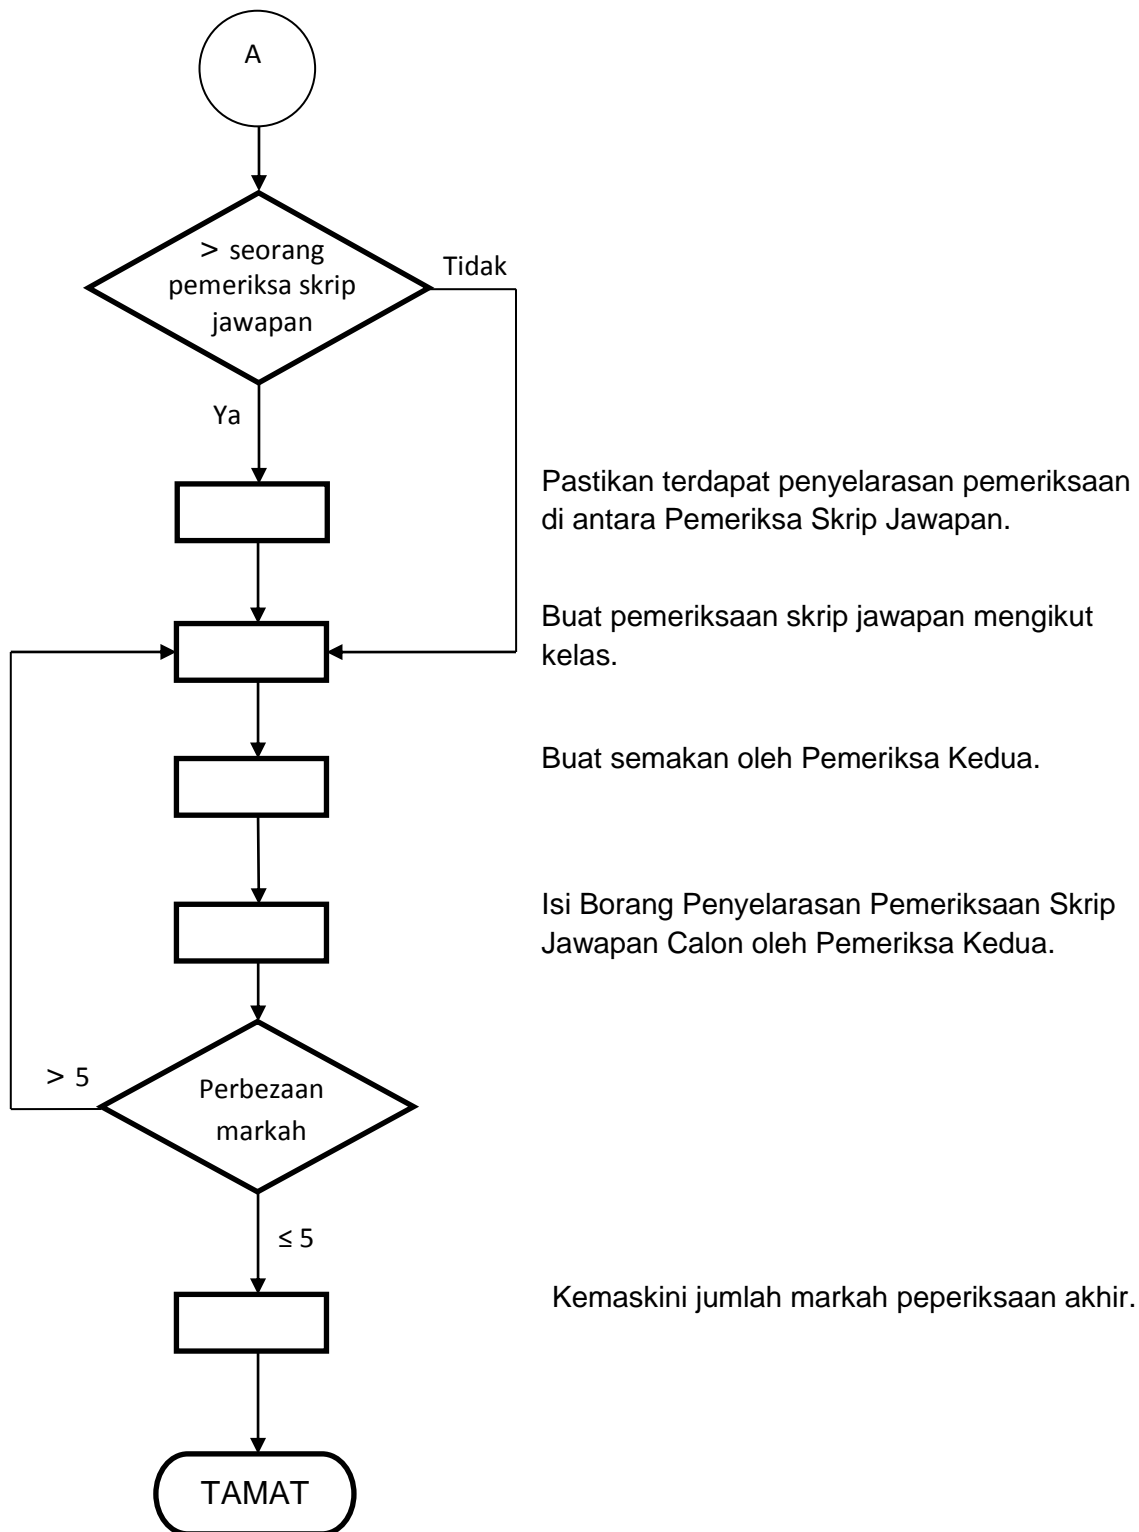 A
> seorang
pemeriksa skrip
jawapan
Tidak
Ya
Pastikan terdapat penyelarasan pemeriksaan
di antara Pemeriksa Skrip Jawapan.
Buat pemeriksaan skrip jawapan mengikut
kelas.
Buat semakan oleh Pemeriksa Kedua.
Isi Borang Penyelarasan Pemeriksaan Skrip
Jawapan Calon oleh Pemeriksa Kedua.
> 5
Perbezaan
markah
≤ 5
Kemaskini jumlah markah peperiksaan akhir.
TAMAT